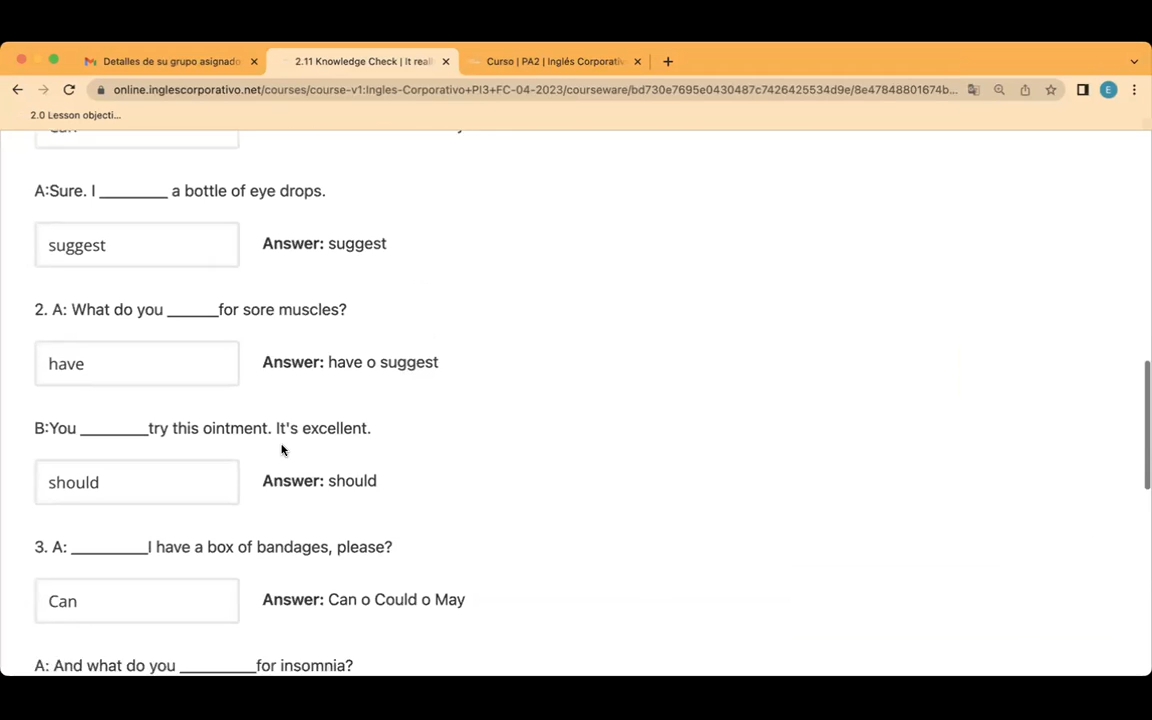 Detalles de su grupo asignado
2.11 Knowledge Check | It reall
Curso | PA2 | Inglés Corporativ
online.inglescorporativo.net/courses/course-v1:Ingles-Corporativo+PI3+FC-04-2023/courseware/bd730e7695e0430487c7426425534d9e/8e47848801674b...
E
2.0 Lesson objecti...
A:Sure. I ________ a bottle of eye drops.
suggest
Answer: suggest
2. A: What do you ______for sore muscles?
have
Answer: have o suggest
B:You ________try this ointment. It's excellent.
should
Answer: should
3. A: _________I have a box of bandages, please?
Can
Answer: Can o Could o May
A: And what do you _________for insomnia?